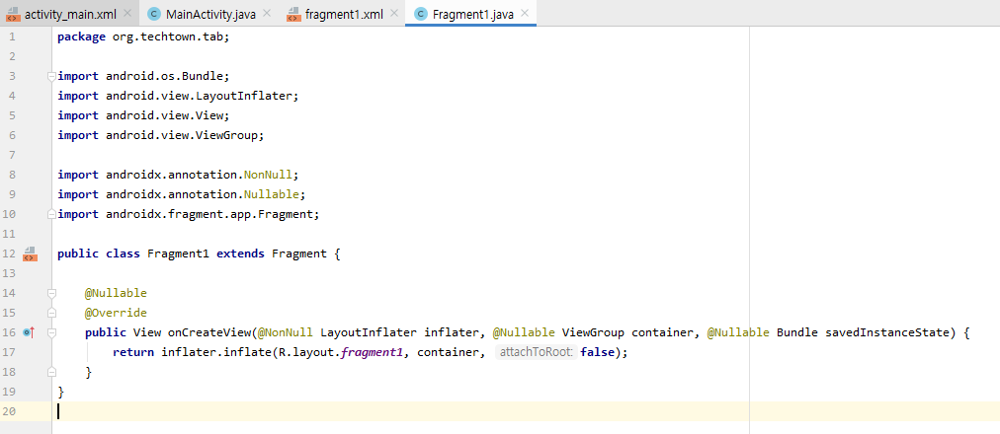 activity_main.xml MainActivity.java fragment1.xml Fragment1.java
1 package org.techtown.tab;
2
3 import android.os.Bundle;
4 import android.view.LayoutInflater;
5 import android.view.View;
6 import android.view.ViewGroup;
7
8 import androidx.annotation.NonNull;
9 import androidx.annotation.Nullable;
10 import androidx.fragment.app.Fragment;
11
12 public class Fragment1 extends Fragment {
13
14 @Nullable
15 @Override
16 public View onCreateView(@NonNull LayoutInflater inflater, @Nullable ViewGroup container, @Nullable Bundle savedInstanceState) {
17 return inflater.inflate(R.layout.fragment1, container, attachToRoot: false);
18 }
19 }
20